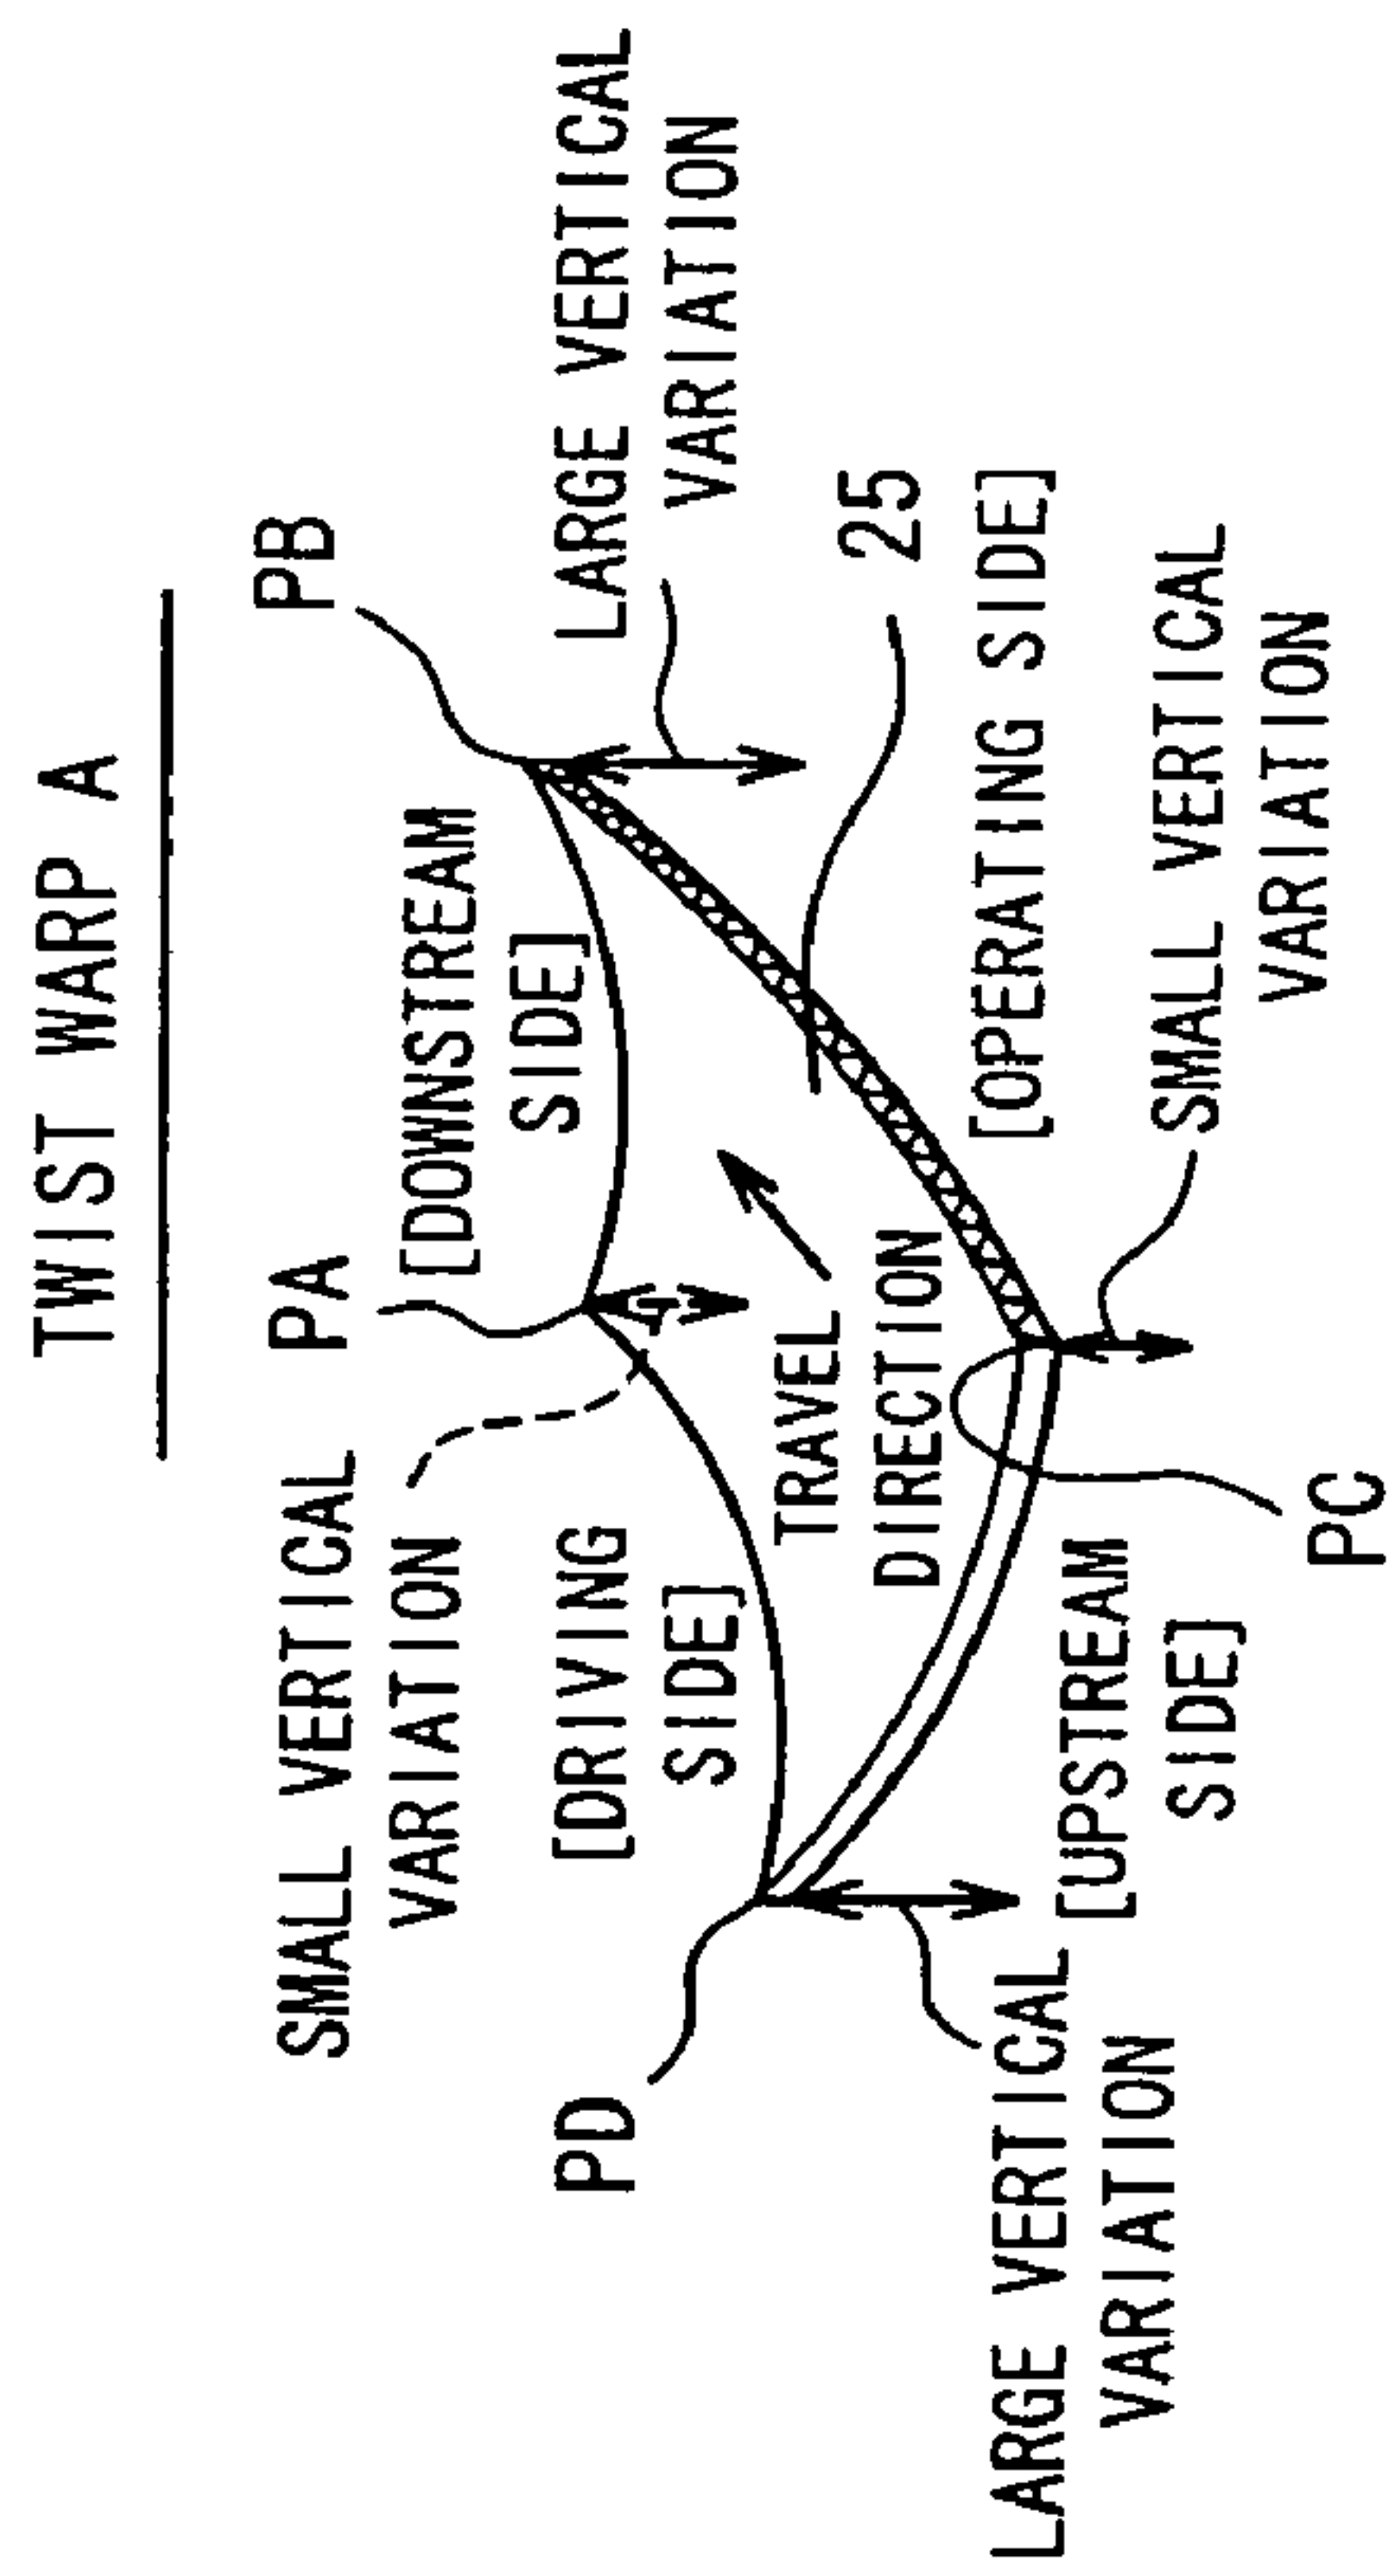 TWIST WARP A
PA
PB
[DOWNSTREAM
SIDE]
SMALL VERTICAL
VARIATION
LARGE VERTICAL
VARIATION
PD
[DRIVING
SIDE]
TRAVEL
DIRECTION
25
[OPERATING SIDE]
LARGE VERTICAL
VARIATION
[UPSTREAM
SIDE]
SMALL VERTICAL
VARIATION
PC